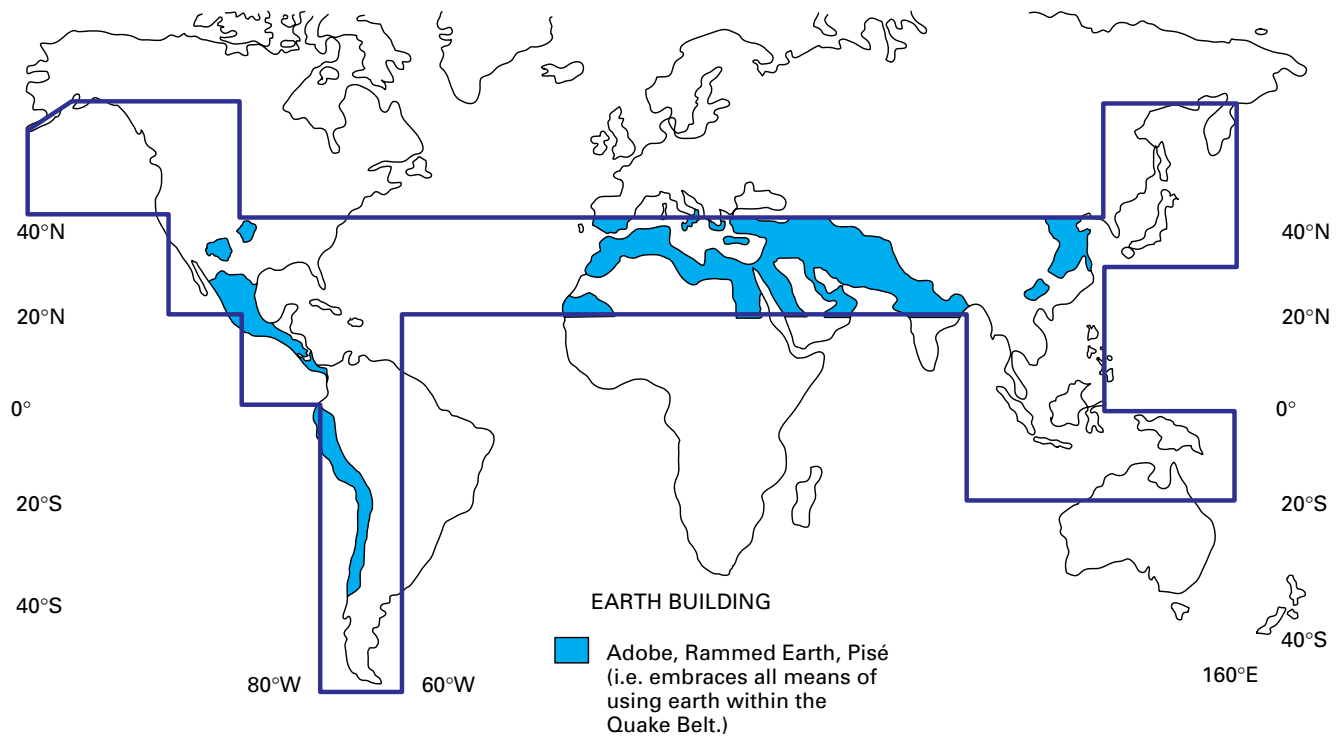 40°N
40°N
20°N
20°N
0°
0°
20°S
20°S
40°S
EARTH BUILDING
40°S
Adobe, Rammed Earth, Pisé
(i.e. embraces all means of
using earth within the
Quake Belt.)
80°W
60°W
160°E